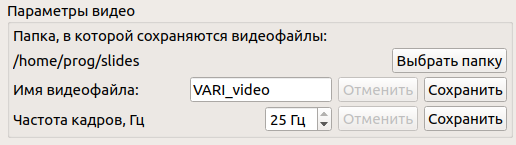 Параметры видео
Папка, в которой сохраняются видеофайлы:
/home/prog/slides Выбрать папку
Имя видеофайла: VARI_video Отменить Сохранить
Частота кадров, Гц 25 Гц Отменить Сохранить